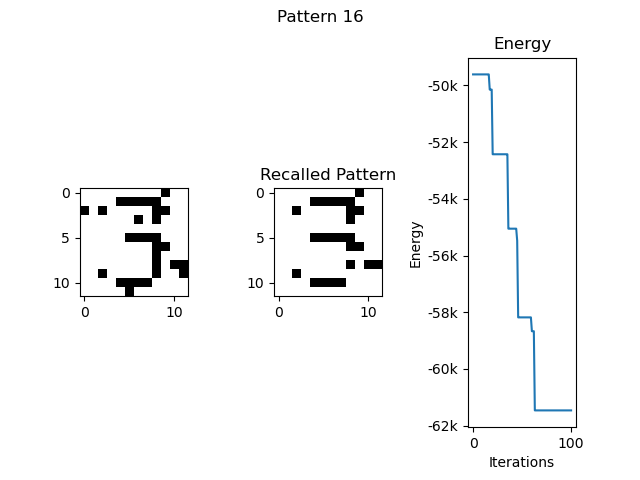 Pattern 16
Energy
Recalled Pattern
0
5
10
0 10
0
5
10
0 10
Energy
-50k
-52k
-54k
-56k
-58k
-60k
-62k
0 100
Iterations